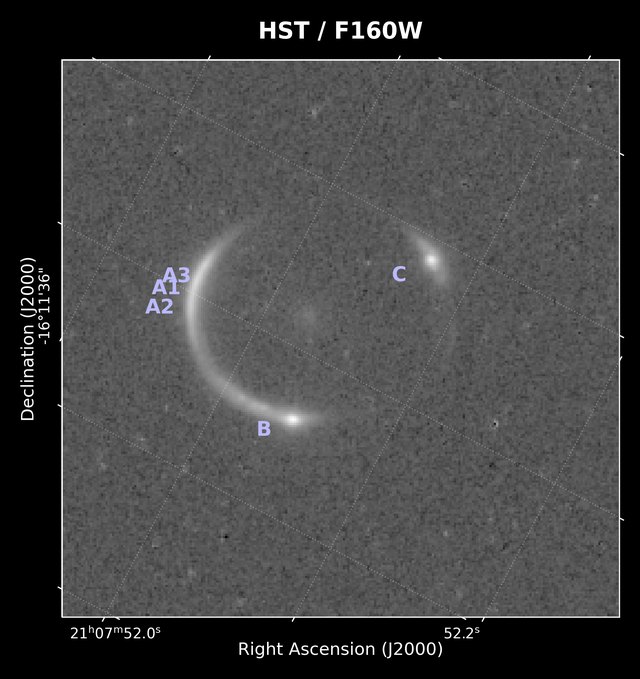 HST / F160W
A3
A1
A2
C
B
Declination (J2000)
-16°11'36"
21ʰ07ᵐ52.0ˢ
52.2ˢ
Right Ascension (J2000)